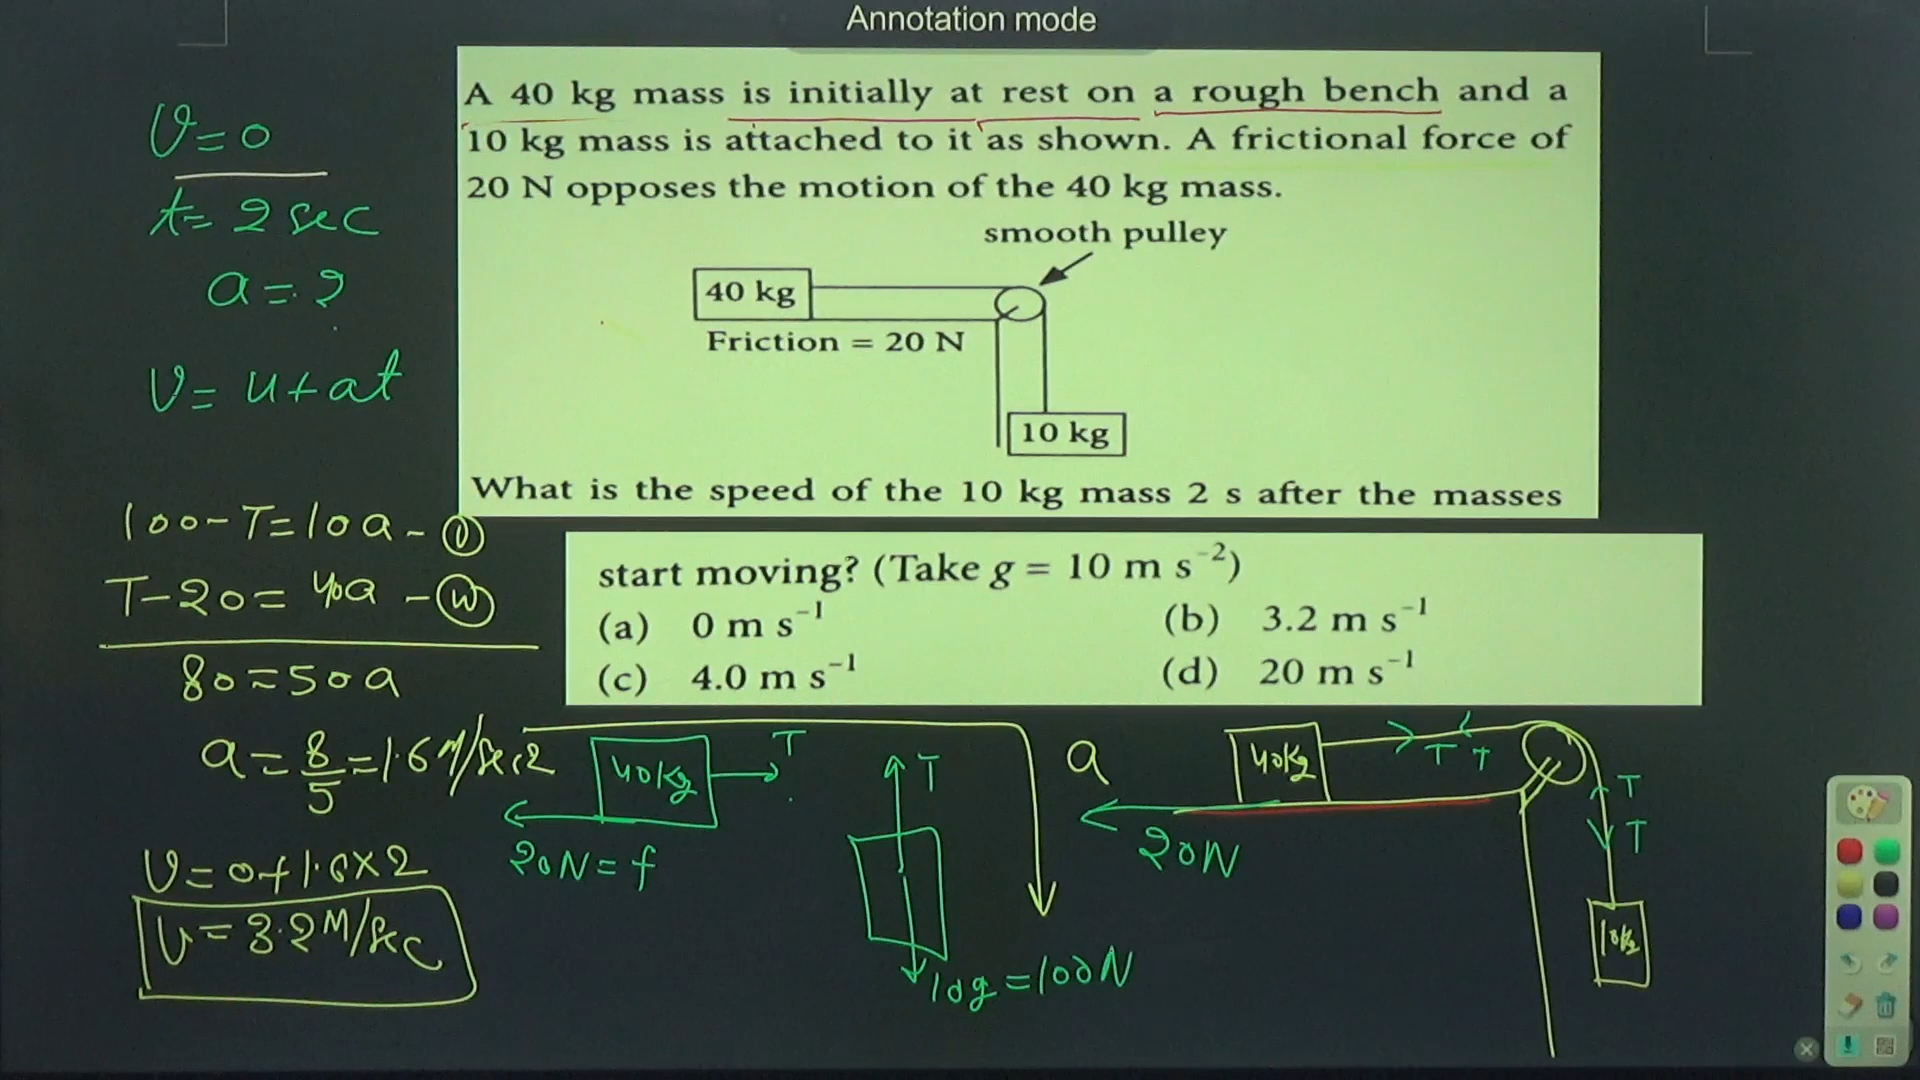 Annotation mode
A 40 kg mass is initially at rest on a rough bench and a
10 kg mass is attached to it as shown. A frictional force of
20 N opposes the motion of the 40 kg mass.
smooth pulley
40 kg
Friction = 20 N
10 kg
What is the speed of the 10 kg mass 2 s after the masses
start moving? (Take g = 10 m s⁻²)
(a) 0 m s⁻¹
(b) 3.2 m s⁻¹
(c) 4.0 m s⁻¹
(d) 20 m s⁻¹
U=0
t= 2 sec
a=?
V= u+at
100-T=10a-①
T-20=40a-②
80=50a
a=8/5=1.6M/sec2
V=0+1.6×2
V=3.2M/sec
40kg
T
20N=f
T
10g=100N
a
40kg
T
T
T
T
20N
10kg